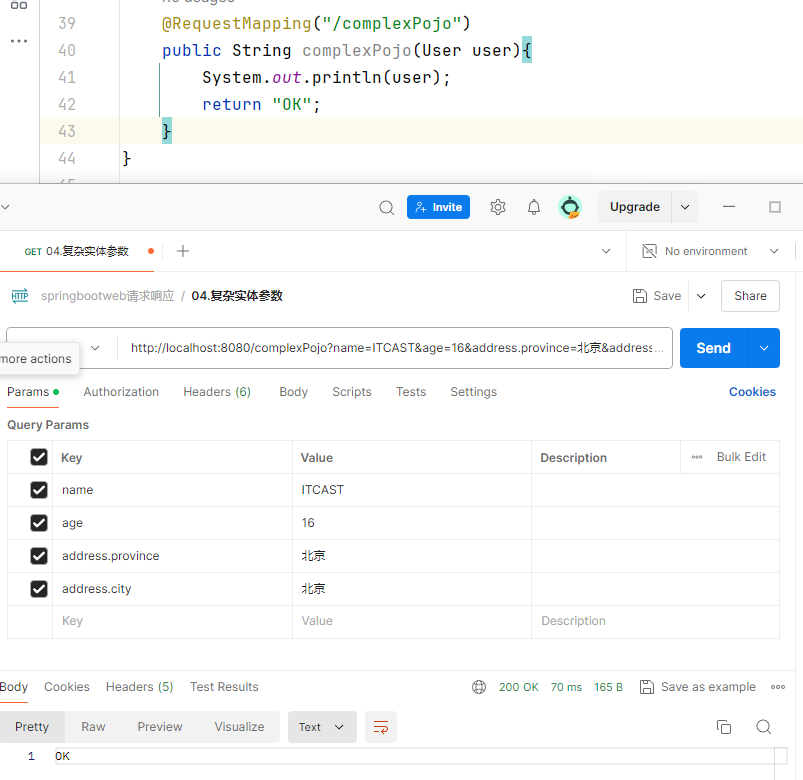 39 @RequestMapping("/complexPojo")
40 public String complexPojo(User user){
41 System.out.println(user);
42 return "OK";
43 }
44 }
Invite Upgrade
GET 04.复杂实体参数 No environment
HTTP springbootweb请求响应 / 04.复杂实体参数 Save Share
more actions http://localhost:8080/complexPojo?name=ITCAST&age=16&address.province=北京&address... Send
Params Authorization Headers (6) Body Scripts Tests Settings Cookies
Query Params
Key Value Description Bulk Edit
name ITCAST
age 16
address.province 北京
address.city 北京
Key Value Description
Body Cookies Headers (5) Test Results 200 OK 70 ms 165 B Save as example
Pretty Raw Preview Visualize Text
1 OK